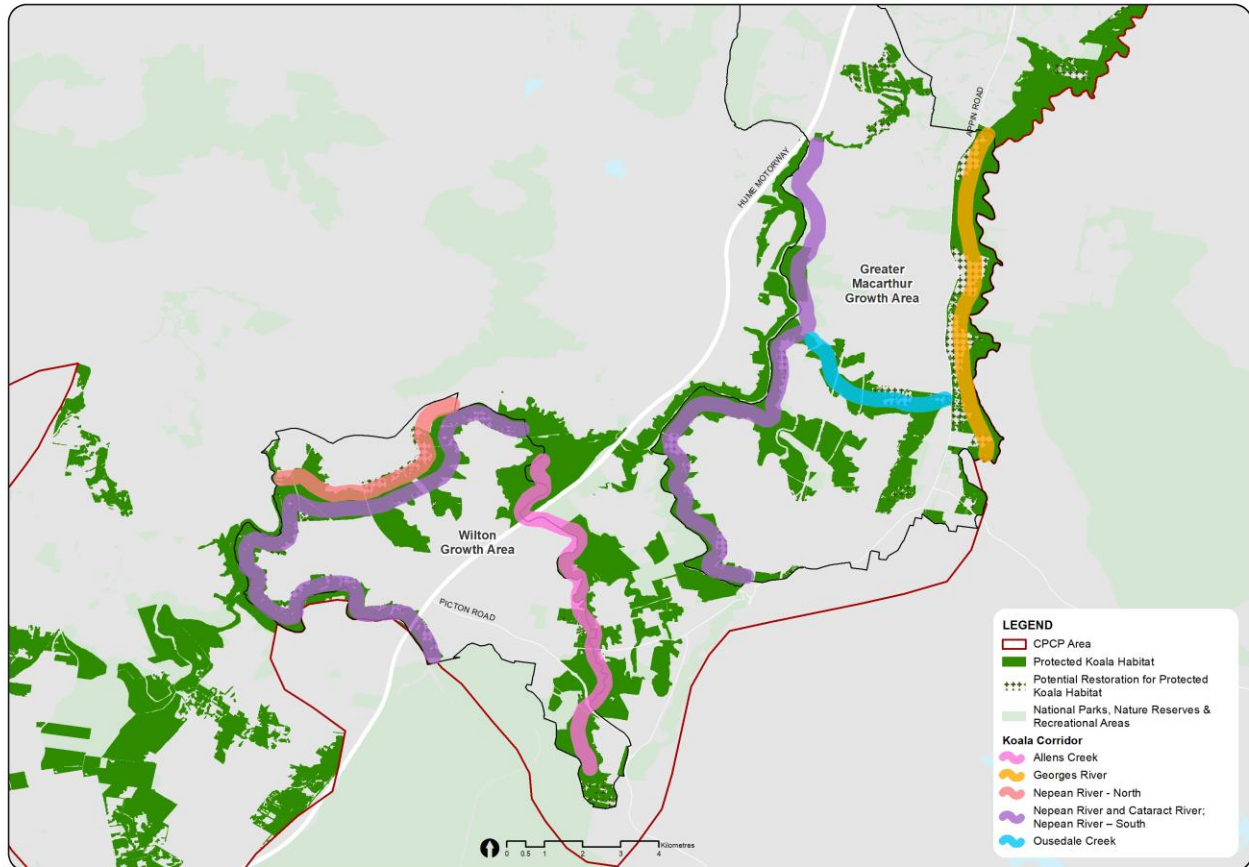 HUME MOTORWAY
APPIN ROAD
Greater
Macarthur
Growth Area
Wilton
Growth Area
PICTON ROAD
LEGEND
CPCP Area
Protected Koala Habitat
Potential Restoration for Protected
Koala Habitat
National Parks, Nature Reserves &
Recreational Areas
Koala Corridor
Allens Creek
Georges River
Nepean River - North
Nepean River and Cataract River;
Nepean River – South
Ousedale Creek
Kilometres
0 0.5 1 2 3 4